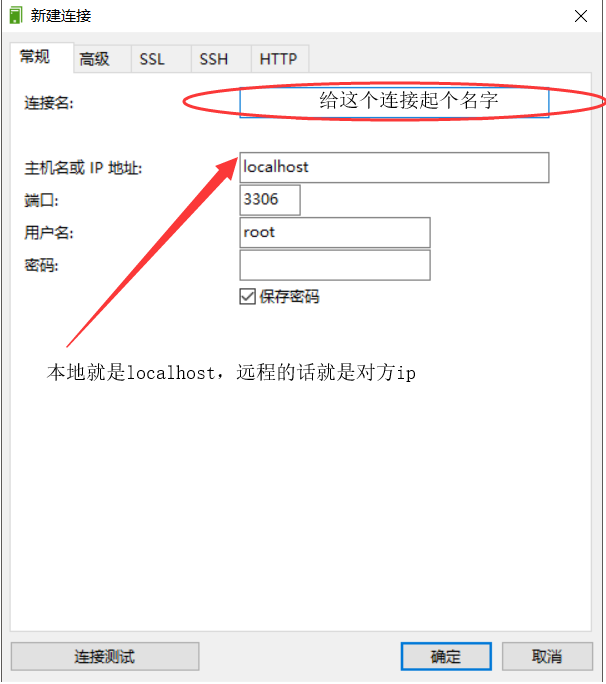 新建连接
常规 高级 SSL SSH HTTP
连接名: 给这个连接起个名字
主机名或 IP 地址: localhost
端口: 3306
用户名: root
密码:
保存密码
本地就是localhost，远程的话就是对方ip
连接测试 确定 取消